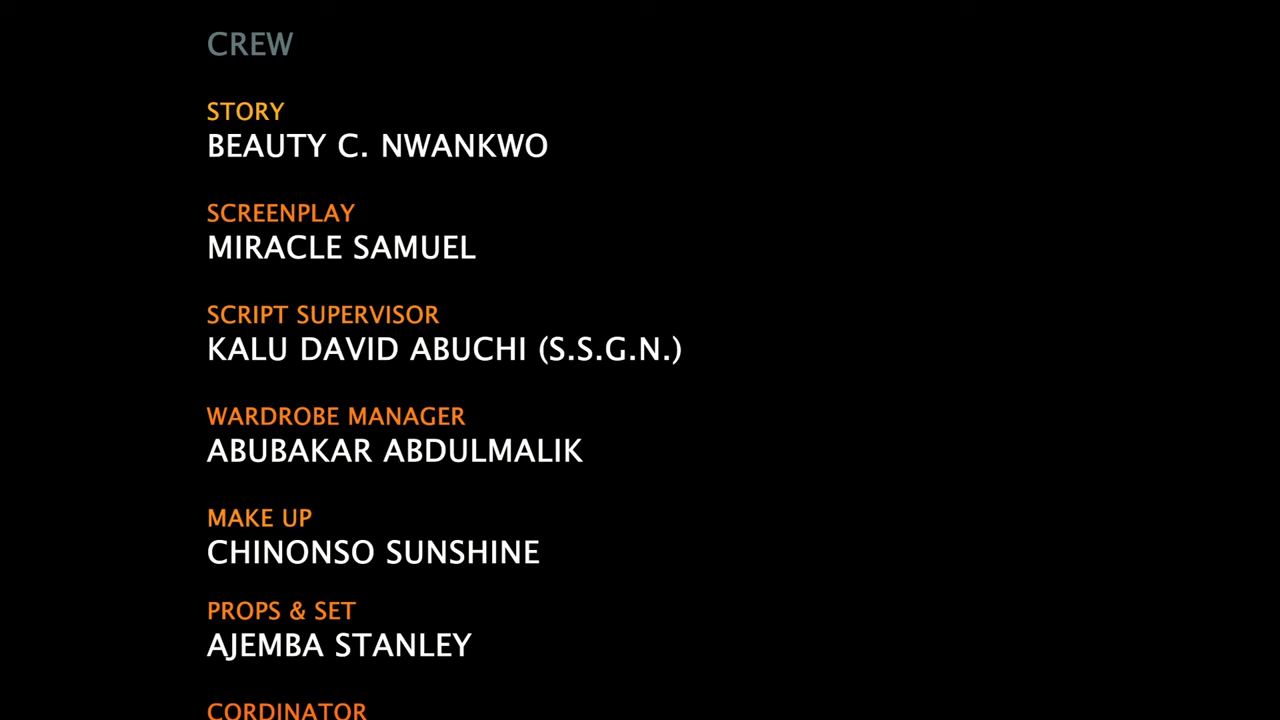 CREW
STORY
BEAUTY C. NWANKWO
SCREENPLAY
MIRACLE SAMUEL
SCRIPT SUPERVISOR
KALU DAVID ABUCHI (S.S.G.N.)
WARDROBE MANAGER
ABUBAKAR ABDULMALIK
MAKE UP
CHINONSO SUNSHINE
PROPS & SET
AJEMBA STANLEY
CORDINATOR